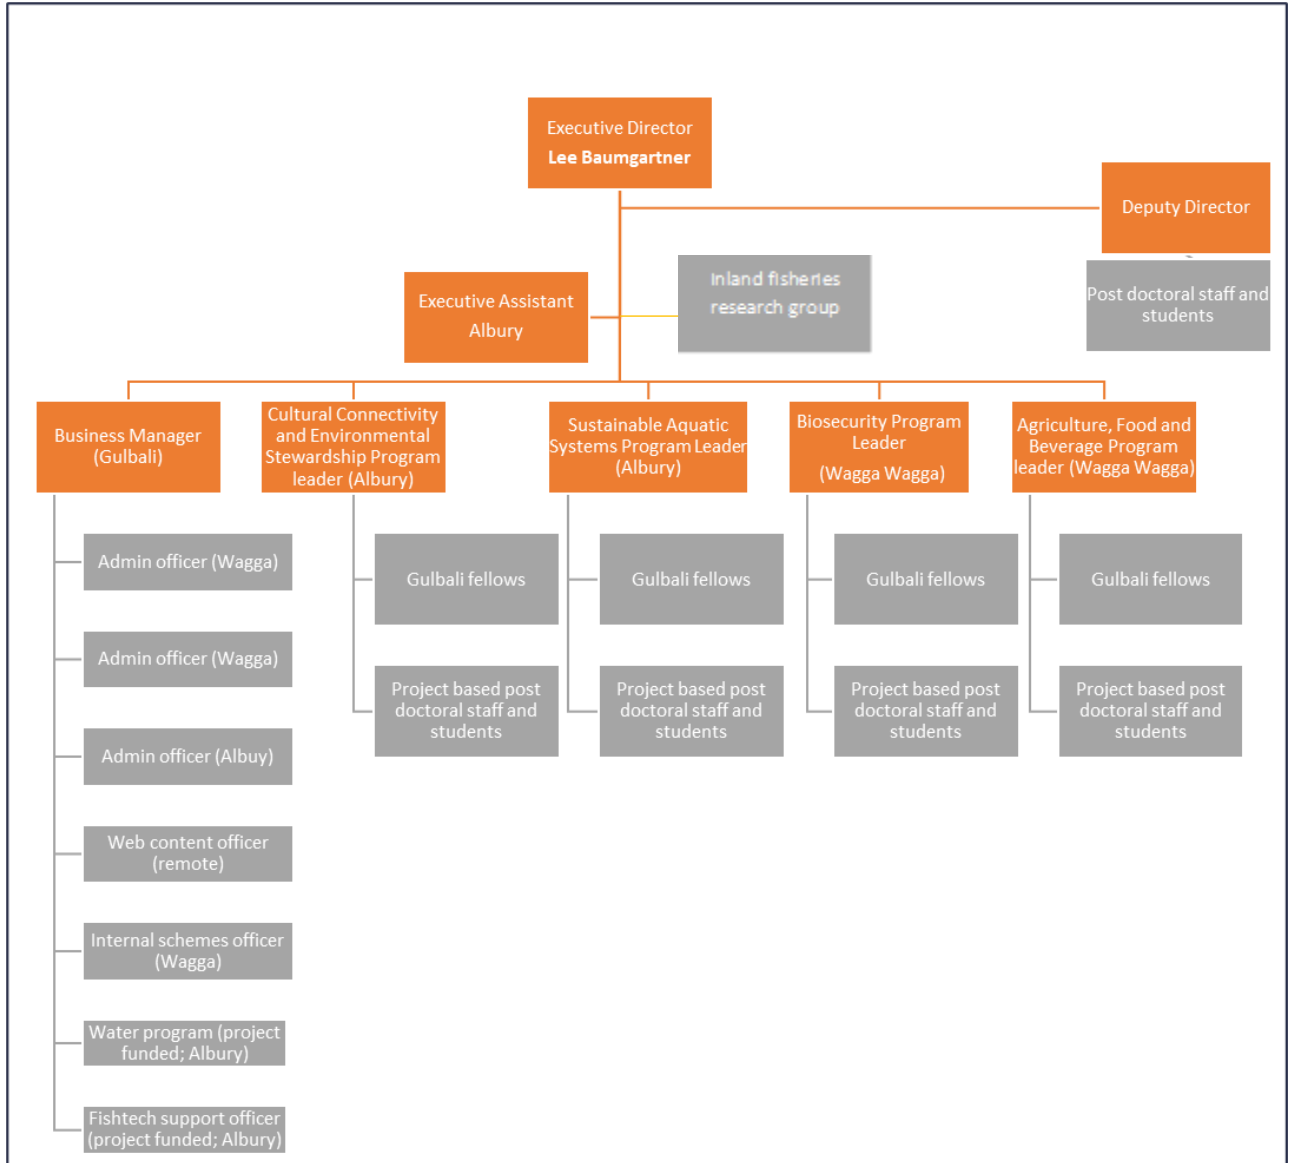 Executive Director
Lee Baumgartner
Deputy Director
Inland fisheries
research group
Executive Assistant
Albury
Post doctoral staff and
students
Business Manager
(Gulbali)
Cultural Connectivity
and Environmental
Stewardship Program
leader (Albury)
Sustainable Aquatic
Systems Program Leader
(Albury)
Biosecurity Program
Leader
(Wagga Wagga)
Agriculture, Food and
Beverage Program
leader (Wagga Wagga)
Admin officer (Wagga)
Admin officer (Wagga)
Admin officer (Albuy)
Web content officer
(remote)
Internal schemes officer
(Wagga)
Water program (project
funded; Albury)
Fishtech support officer
(project funded; Albury)
Gulbali fellows
Project based post
doctoral staff and
students
Gulbali fellows
Project based post
doctoral staff and
students
Gulbali fellows
Project based post
doctoral staff and
students
Gulbali fellows
Project based post
doctoral staff and
students